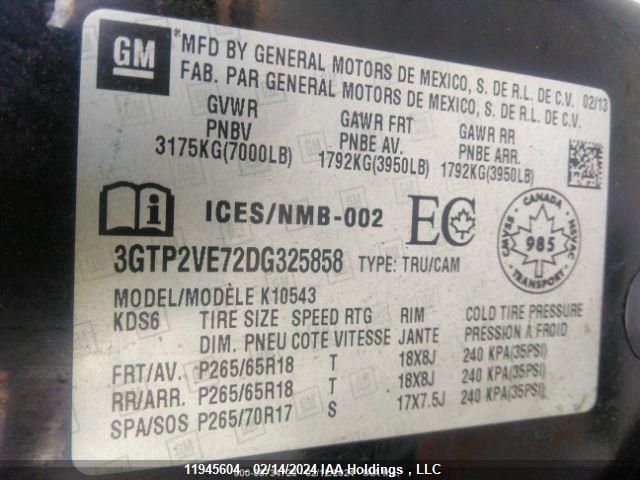 GM
MFD BY GENERAL MOTORS DE MEXICO, S. DE R.L. DE C.V. 02/13
FAB. PAR GENERAL MOTORS DE MEXICO, S. DE R.L. DE C.V.
GVWR GAWR FRT GAWR RR
PNBV PNBE AV. PNBE ARR.
3175KG(7000LB) 1792KG(3950LB) 1792KG(3950LB)
i ICES/NMB-002 EC
CMVSS CANADA NSVAC
985
TRANSPORT
3GTP2VE72DG325858 TYPE: TRU/CAM
MODEL/MODÈLE K10543
KDS6 TIRE SIZE SPEED RTG RIM COLD TIRE PRESSURE
DIM. PNEU COTE VITESSE JANTE PRESSION À FROID
FRT/AV. P265/65R18 T 18X8J 240 KPA(35PSI)
RR/ARR. P265/65R18 T 18X8J 240 KPA(35PSI)
SPA/SOS P265/70R17 S 17X7.5J 240 KPA(35PSI)
11945604 02/14/2024 IAA Holdings , LLC